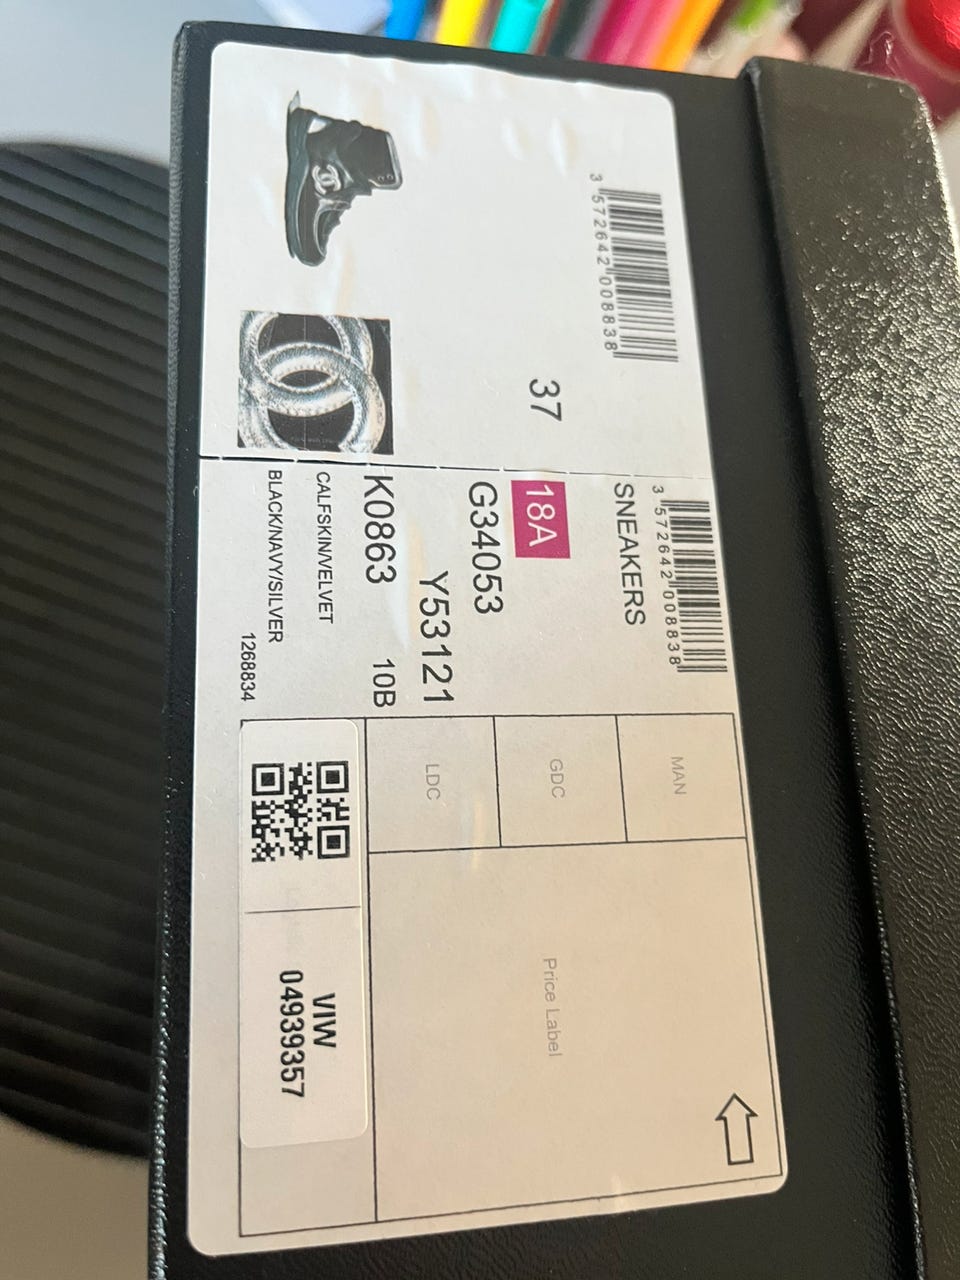 3 572642 008838
37
3 572642 008838
SNEAKERS
18A
G34053
Y53121
K0863 10B
CALFSKIN/VELVET
BLACK/NAVY/SILVER
1268834
MAN
GDC
LDC
Price Label
VIW
04939357